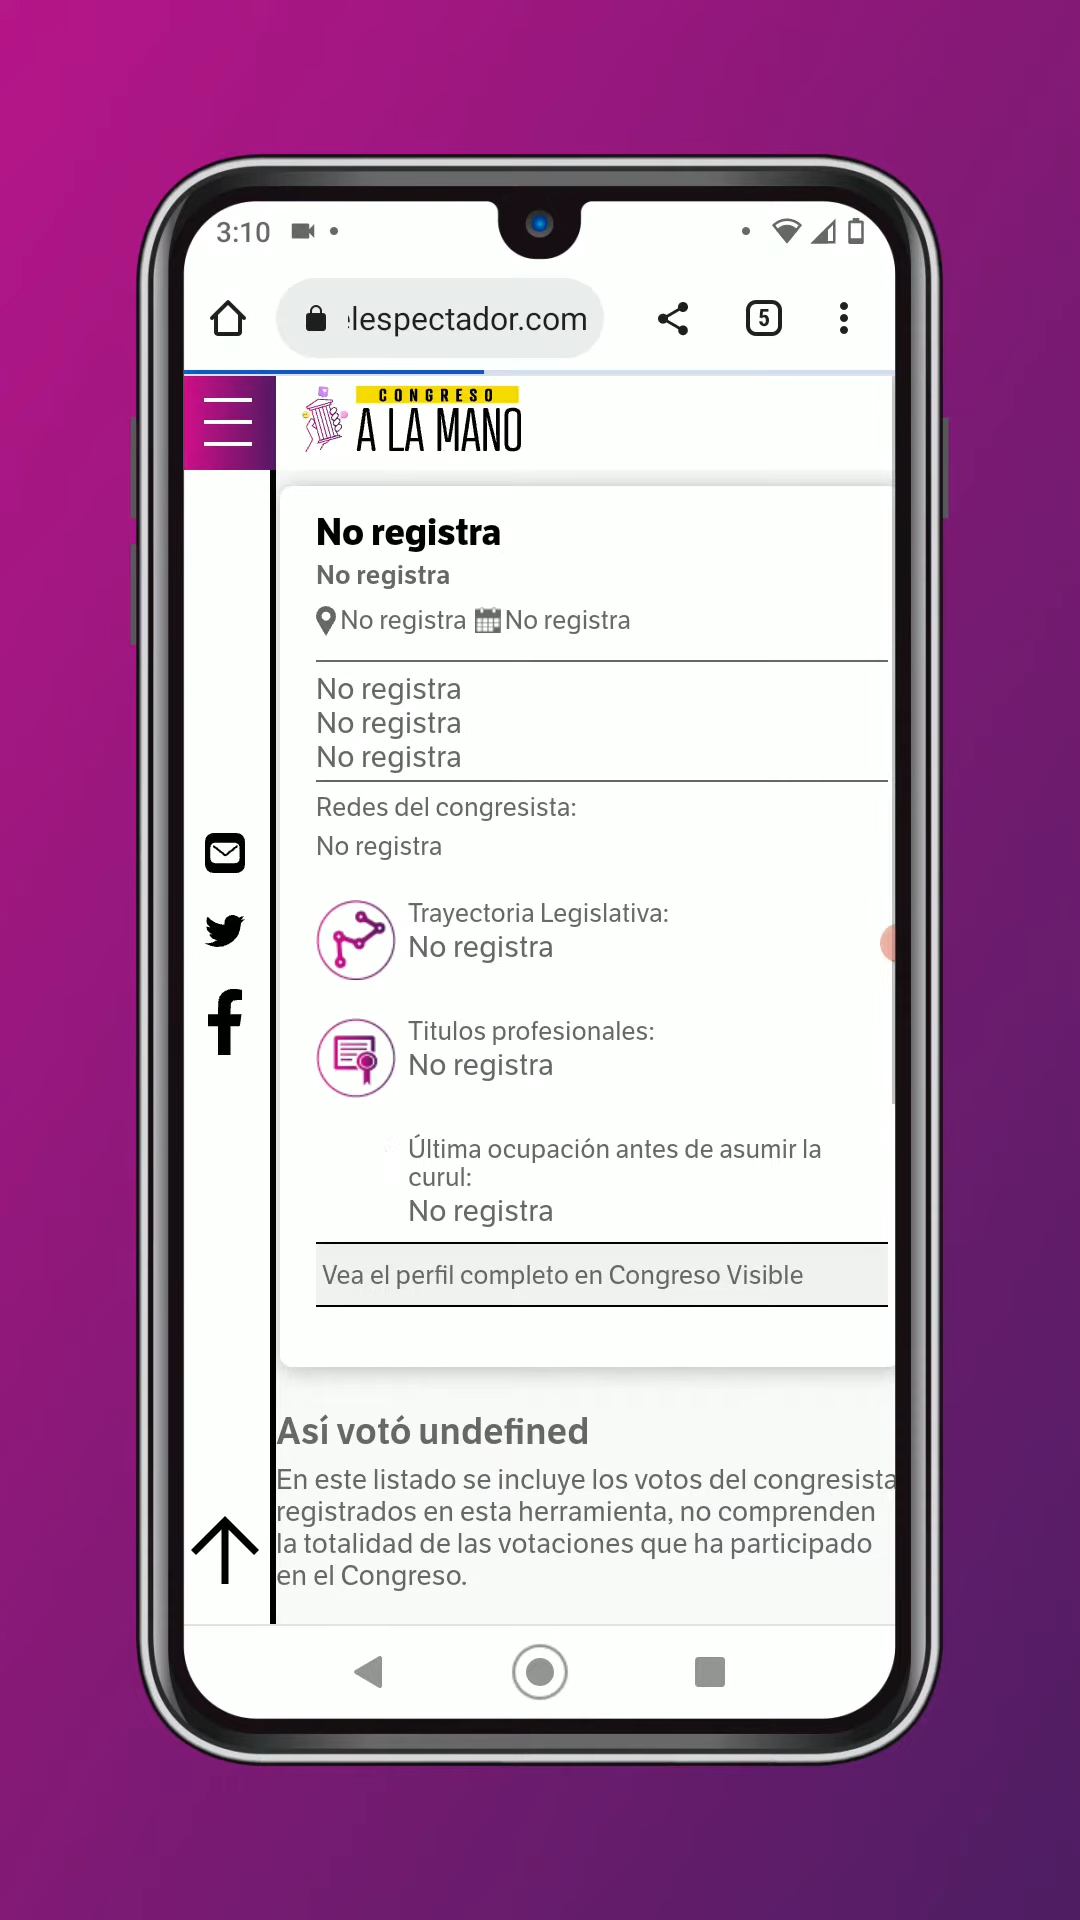 3:10
elespectador.com
5
CONGRESO
A LA MANO
No registra
No registra
No registra No registra
No registra
No registra
No registra
Redes del congresista:
No registra
Trayectoria Legislativa:
No registra
Titulos profesionales:
No registra
Última ocupación antes de asumir la
curul:
No registra
Vea el perfil completo en Congreso Visible
Así votó undefined
En este listado se incluye los votos del congresista
registrados en esta herramienta, no comprenden
la totalidad de las votaciones que ha participado
en el Congreso.